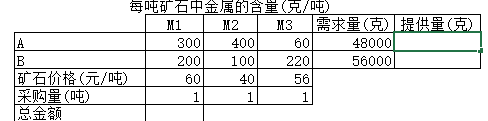 每吨矿石中金属的含量(克/吨)
M1 M2 M3 需求量(克) 提供量(克)
A 300 400 60 48000
B 200 100 220 56000
矿石价格(元/吨) 60 40 56
采购量(吨) 1 1 1
总金额